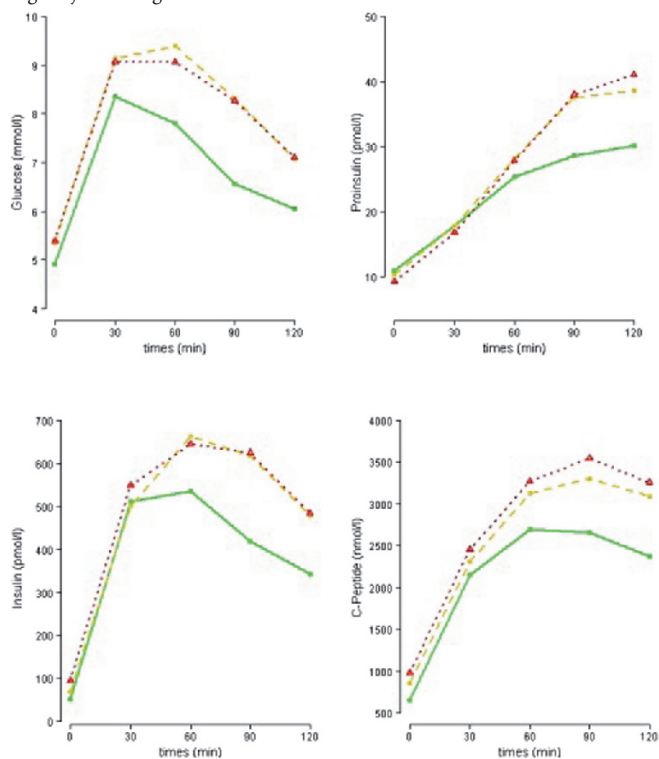 10
9
8
7
6
5
4
Glucose (mmol/l)
0 30 60 90 120
times (min)
50
40
30
20
10
Proinsulin (pmol/l)
0 30 60 90 120
times (min)
700
600
500
400
300
200
100
0
Insulin (pmol/l)
0 30 60 90 120
times (min)
4000
3500
3000
2500
2000
1500
1000
500
C-Peptide (nmol/l)
0 30 60 90 120
times (min)